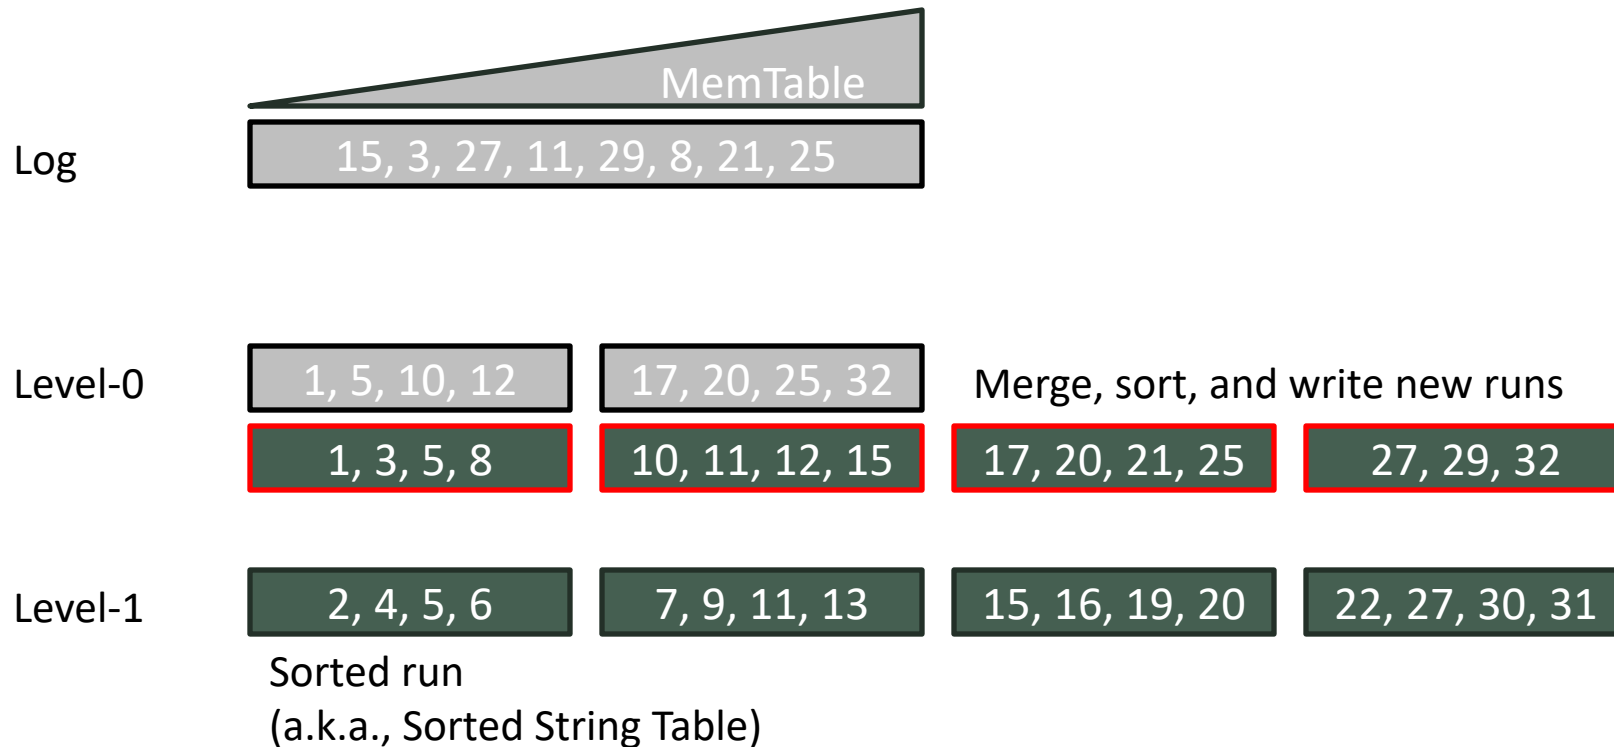 MemTable
Log
15, 3, 27, 11, 29, 8, 21, 25
Level-0
1, 5, 10, 12
17, 20, 25, 32
Merge, sort, and write new runs
1, 3, 5, 8
10, 11, 12, 15
17, 20, 21, 25
27, 29, 32
Level-1
2, 4, 5, 6
7, 9, 11, 13
15, 16, 19, 20
22, 27, 30, 31
Sorted run
(a.k.a., Sorted String Table)